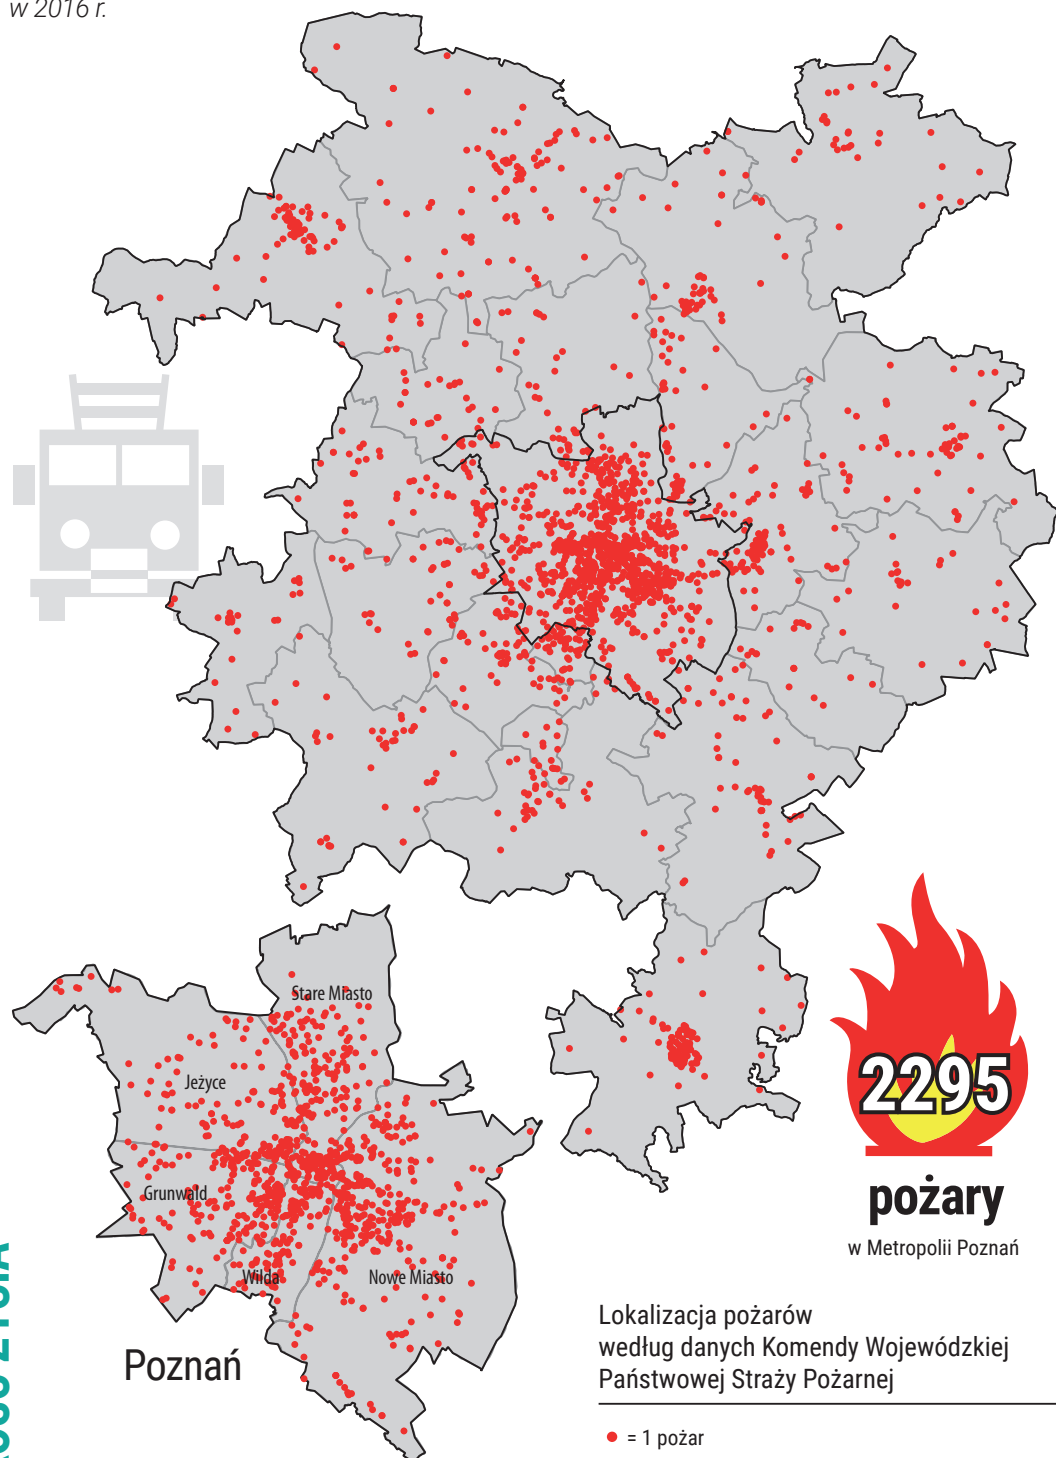 w 2016 r.
Stare Miasto
Jeżyce
Grunwald
Wilda
Nowe Miasto
Poznań
2295
pożary
w Metropolii Poznań
Lokalizacja pożarów
według danych Komendy Wojewódzkiej
Państwowej Straży Pożarnej
= 1 pożar